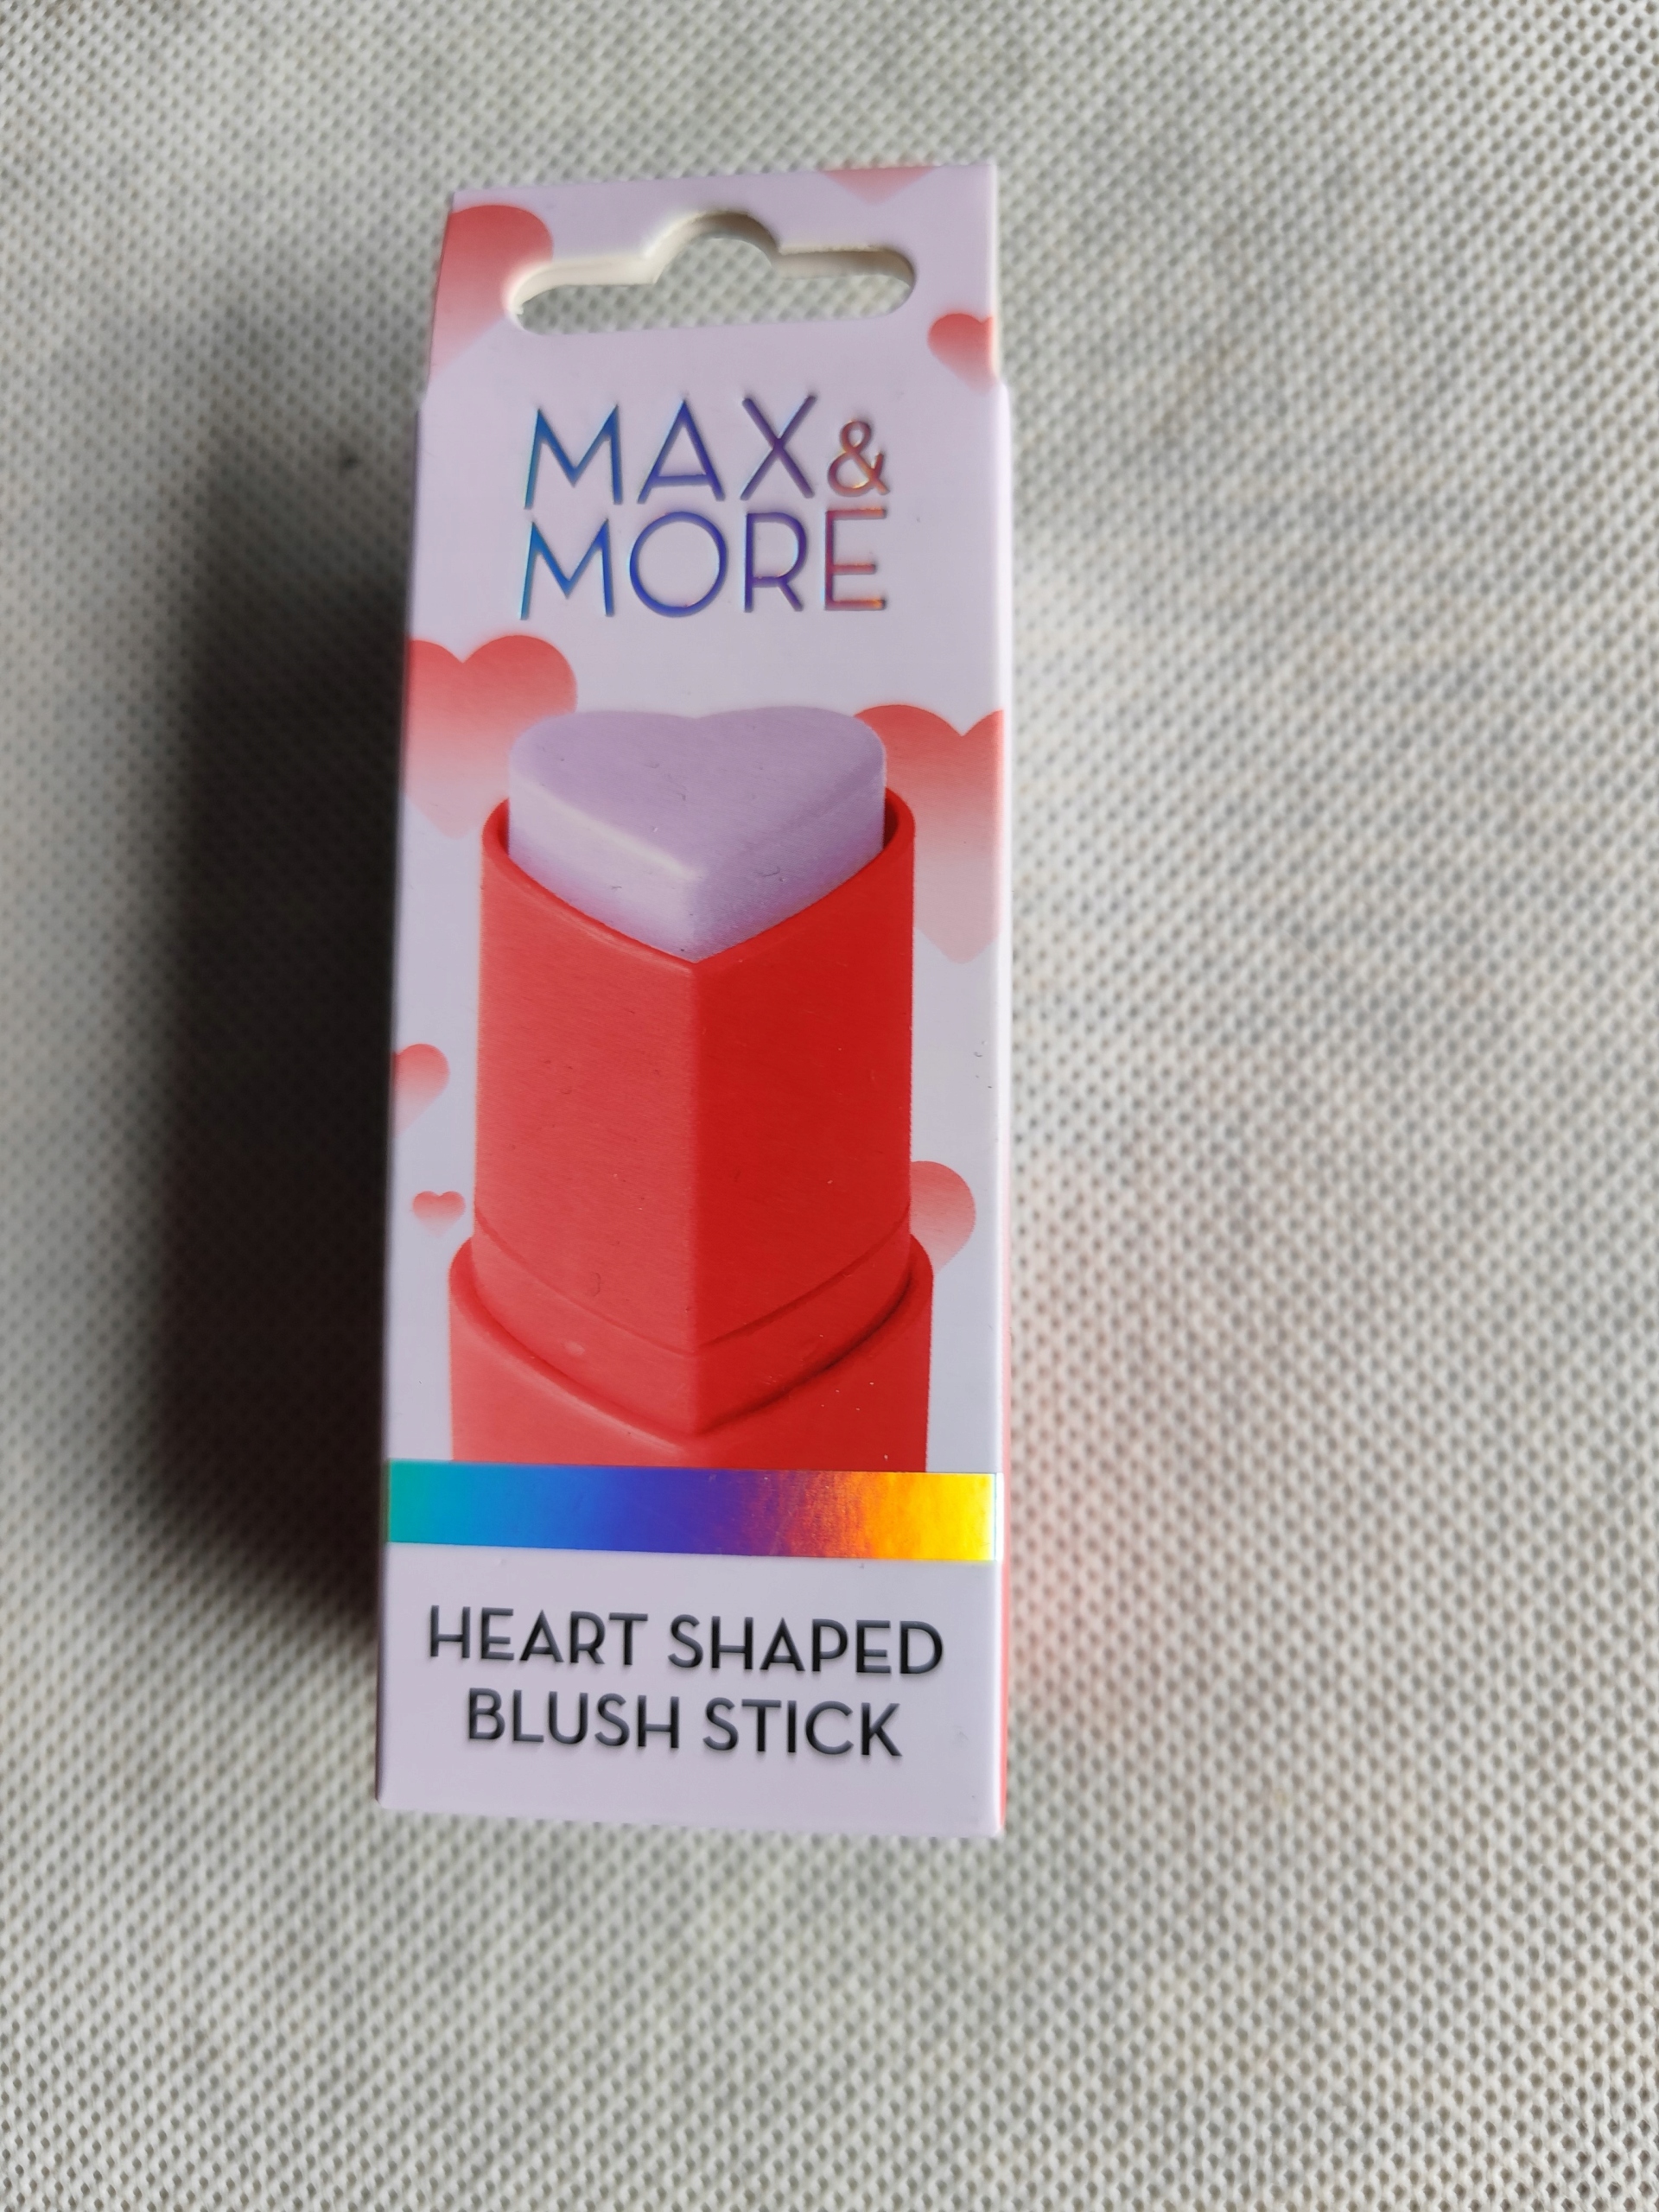 MAX &
MORE
HEART SHAPED
BLUSH STICK